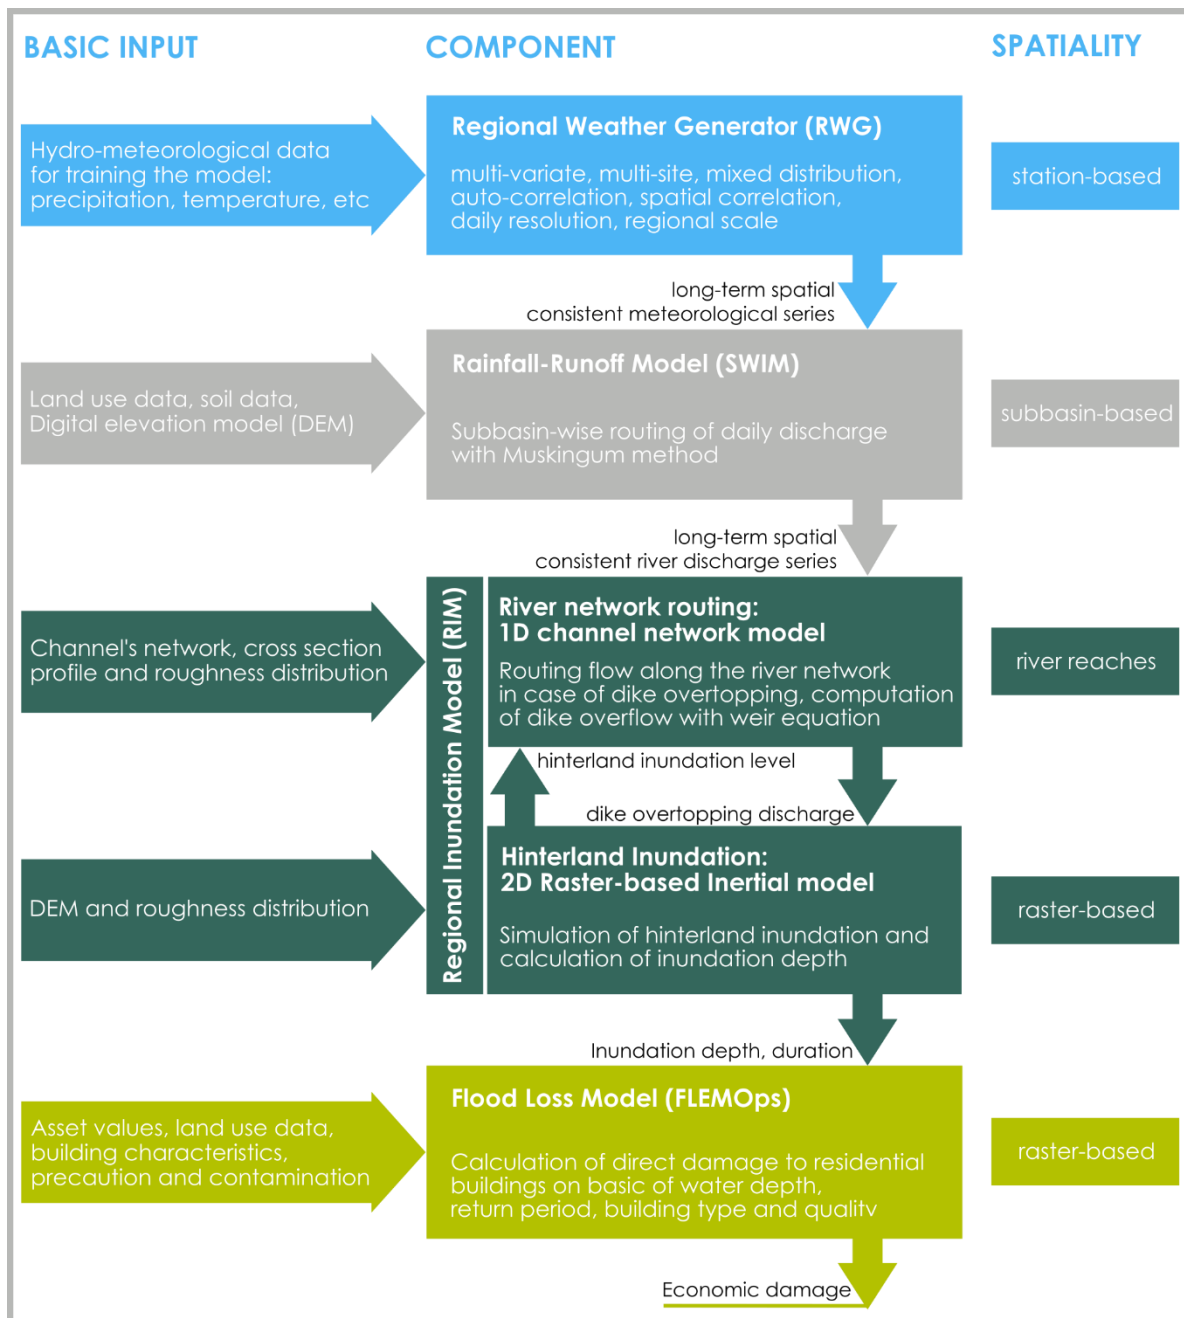 BASIC INPUT
COMPONENT
SPATIALITY
Hydro-meteorological data
for training the model:
precipitation, temperature, etc
Regional Weather Generator (RWG)
multi-variate, multi-site, mixed distribution,
auto-correlation, spatial correlation,
daily resolution, regional scale
station-based
long-term spatial
consistent meteorological series
Land use data, soil data,
Digital elevation model (DEM)
Rainfall-Runoff Model (SWIM)
Subbasin-wise routing of daily discharge
with Muskingum method
subbasin-based
long-term spatial
consistent river discharge series
Regional Inundation Model (RIM)
Channel's network, cross section
profile and roughness distribution
River network routing:
1D channel network model
Routing flow along the river network
in case of dike overtopping, computation
of dike overflow with weir equation
river reaches
hinterland inundation level
dike overtopping discharge
DEM and roughness distribution
Hinterland Inundation:
2D Raster-based Inertial model
Simulation of hinterland inundation and
calculation of inundation depth
raster-based
Inundation depth, duration
Asset values, land use data,
building characteristics,
precaution and contamination
Flood Loss Model (FLEMOps)
Calculation of direct damage to residential
buildings on basic of water depth,
return period, building type and quality
raster-based
Economic damage